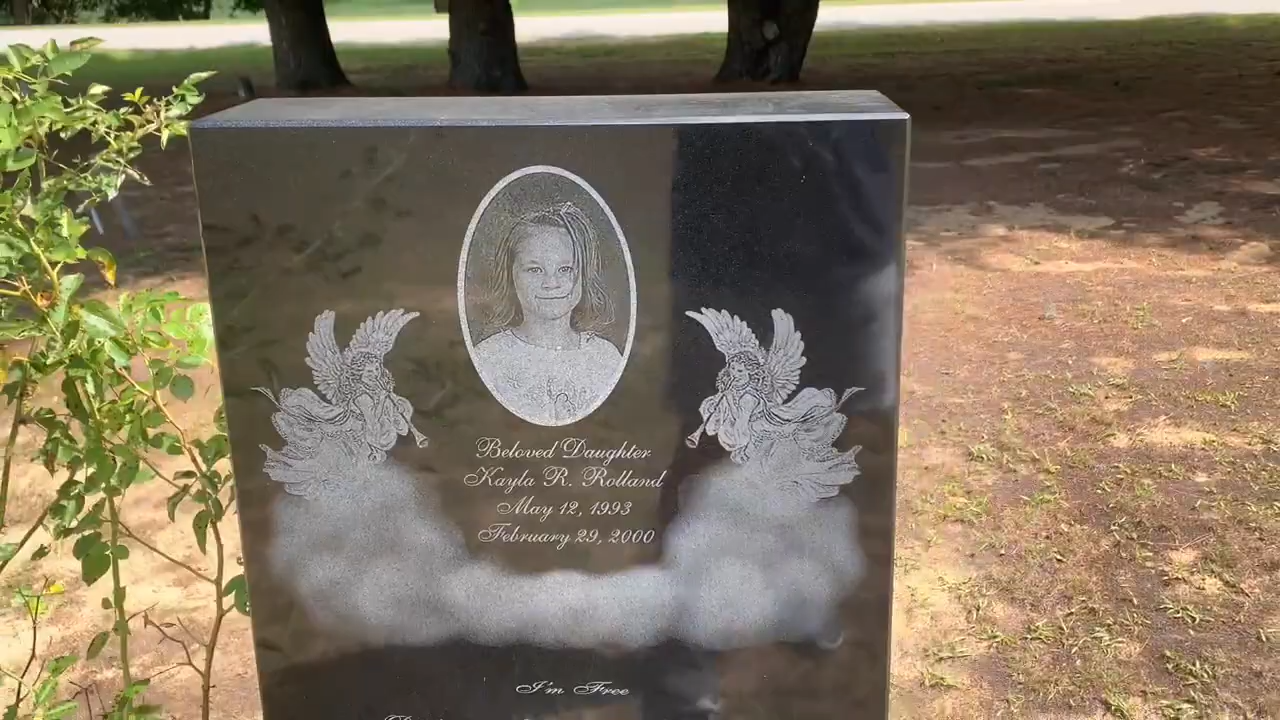 Beloved Daughter
Kayla R. Rolland
May 12, 1993
February 29, 2000
I'm Free